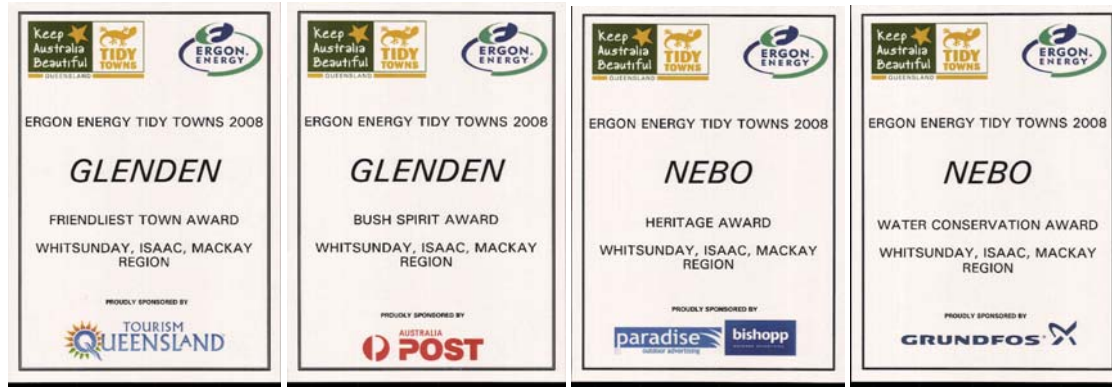 Keep
Australia
Beautiful
TIDY
TOWNS
QUEENSLAND
ERGON.
ENERGY
ERGON ENERGY TIDY TOWNS 2008
GLENDEN
FRIENDLIEST TOWN AWARD
WHITSUNDAY, ISAAC, MACKAY
REGION
PROUDLY SPONSORED BY
TOURISM
QUEENSLAND
Keep
Australia
Beautiful
TIDY
TOWNS
QUEENSLAND
ERGON.
ENERGY
ERGON ENERGY TIDY TOWNS 2008
GLENDEN
BUSH SPIRIT AWARD
WHITSUNDAY, ISAAC, MACKAY
REGION
PROUDLY SPONSORED BY
AUSTRALIA
POST
Keep
Australia
Beautiful
TIDY
TOWNS
QUEENSLAND
ERGON.
ENERGY
ERGON ENERGY TIDY TOWNS 2008
NEBO
HERITAGE AWARD
WHITSUNDAY, ISAAC, MACKAY
REGION
PROUDLY SPONSORED BY
paradise
outdoor advertising
bishopp
Keep
Australia
Beautiful
TIDY
TOWNS
QUEENSLAND
ERGON.
ENERGY
ERGON ENERGY TIDY TOWNS 2008
NEBO
WATER CONSERVATION AWARD
WHITSUNDAY, ISAAC, MACKAY
REGION
PROUDLY SPONSORED BY
GRUNDFOS